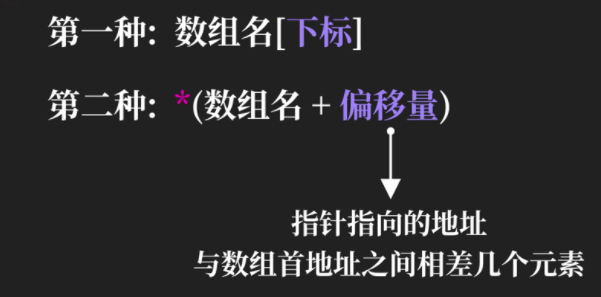 第一种: 数组名[下标]
第二种: *(数组名 + 偏移量)
指针指向的地址
与数组首地址之间相差几个元素